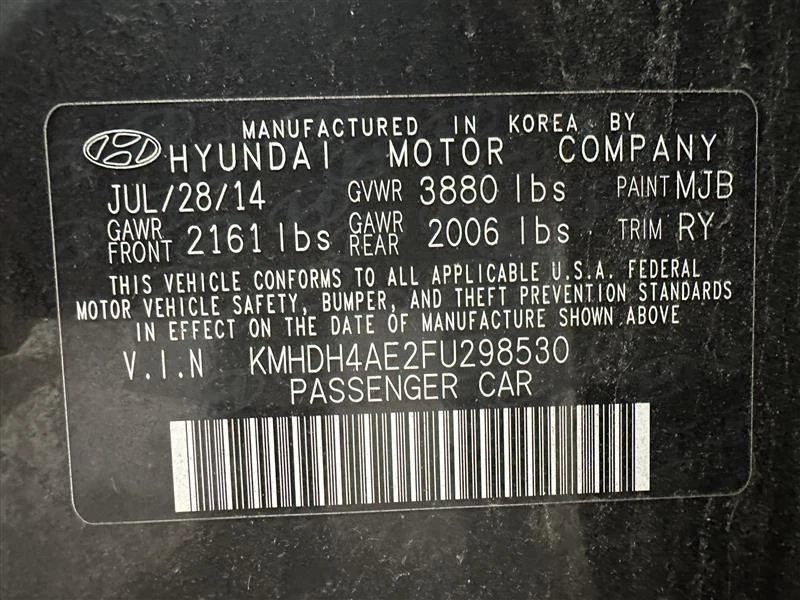 MANUFACTURED IN KOREA BY
HYUNDAI MOTOR COMPANY
JUL/28/14 GVWR 3880 lbs PAINT MJB
GAWR FRONT 2161 lbs GAWR REAR 2006 lbs TRIM RY
THIS VEHICLE CONFORMS TO ALL APPLICABLE U.S.A. FEDERAL
MOTOR VEHICLE SAFETY, BUMPER, AND THEFT PREVENTION STANDARDS
IN EFFECT ON THE DATE OF MANUFACTURE SHOWN ABOVE
V.I.N KMHDH4AE2FU298530
PASSENGER CAR